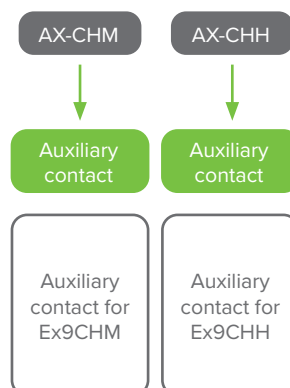 AX-CHM
AX-CHH
Auxiliary
contact
Auxiliary
contact
Auxiliary
contact for
Ex9CHM
Auxiliary
contact for
Ex9CHH